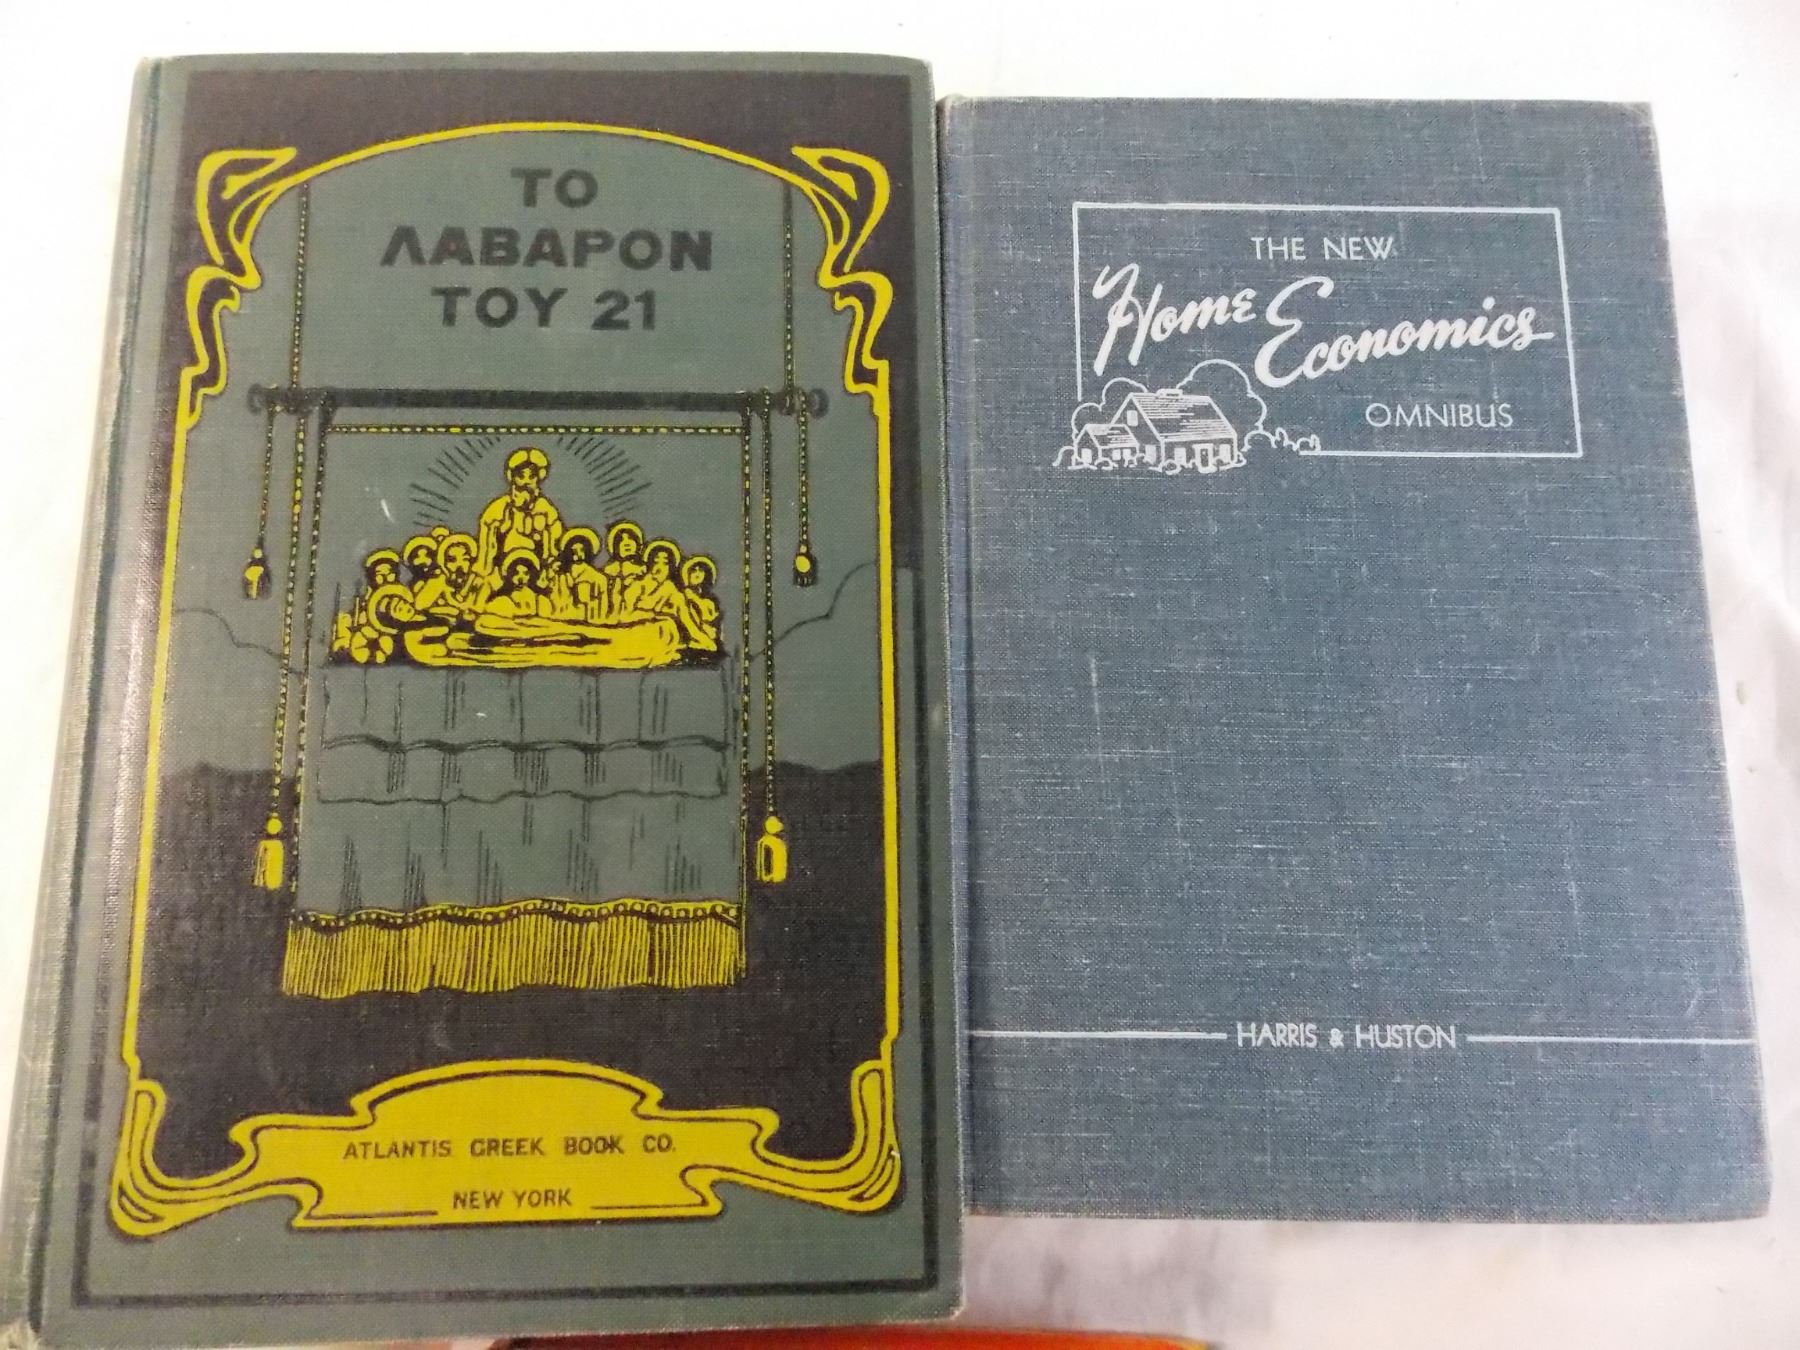 ΤΟ
ΛΑΒΑΡΟΝ
ΤΟΥ 21
ATLANTIS GREEK BOOK CO.
NEW YORK
THE NEW
Home Economics
OMNIBUS
HARRIS & HUSTON